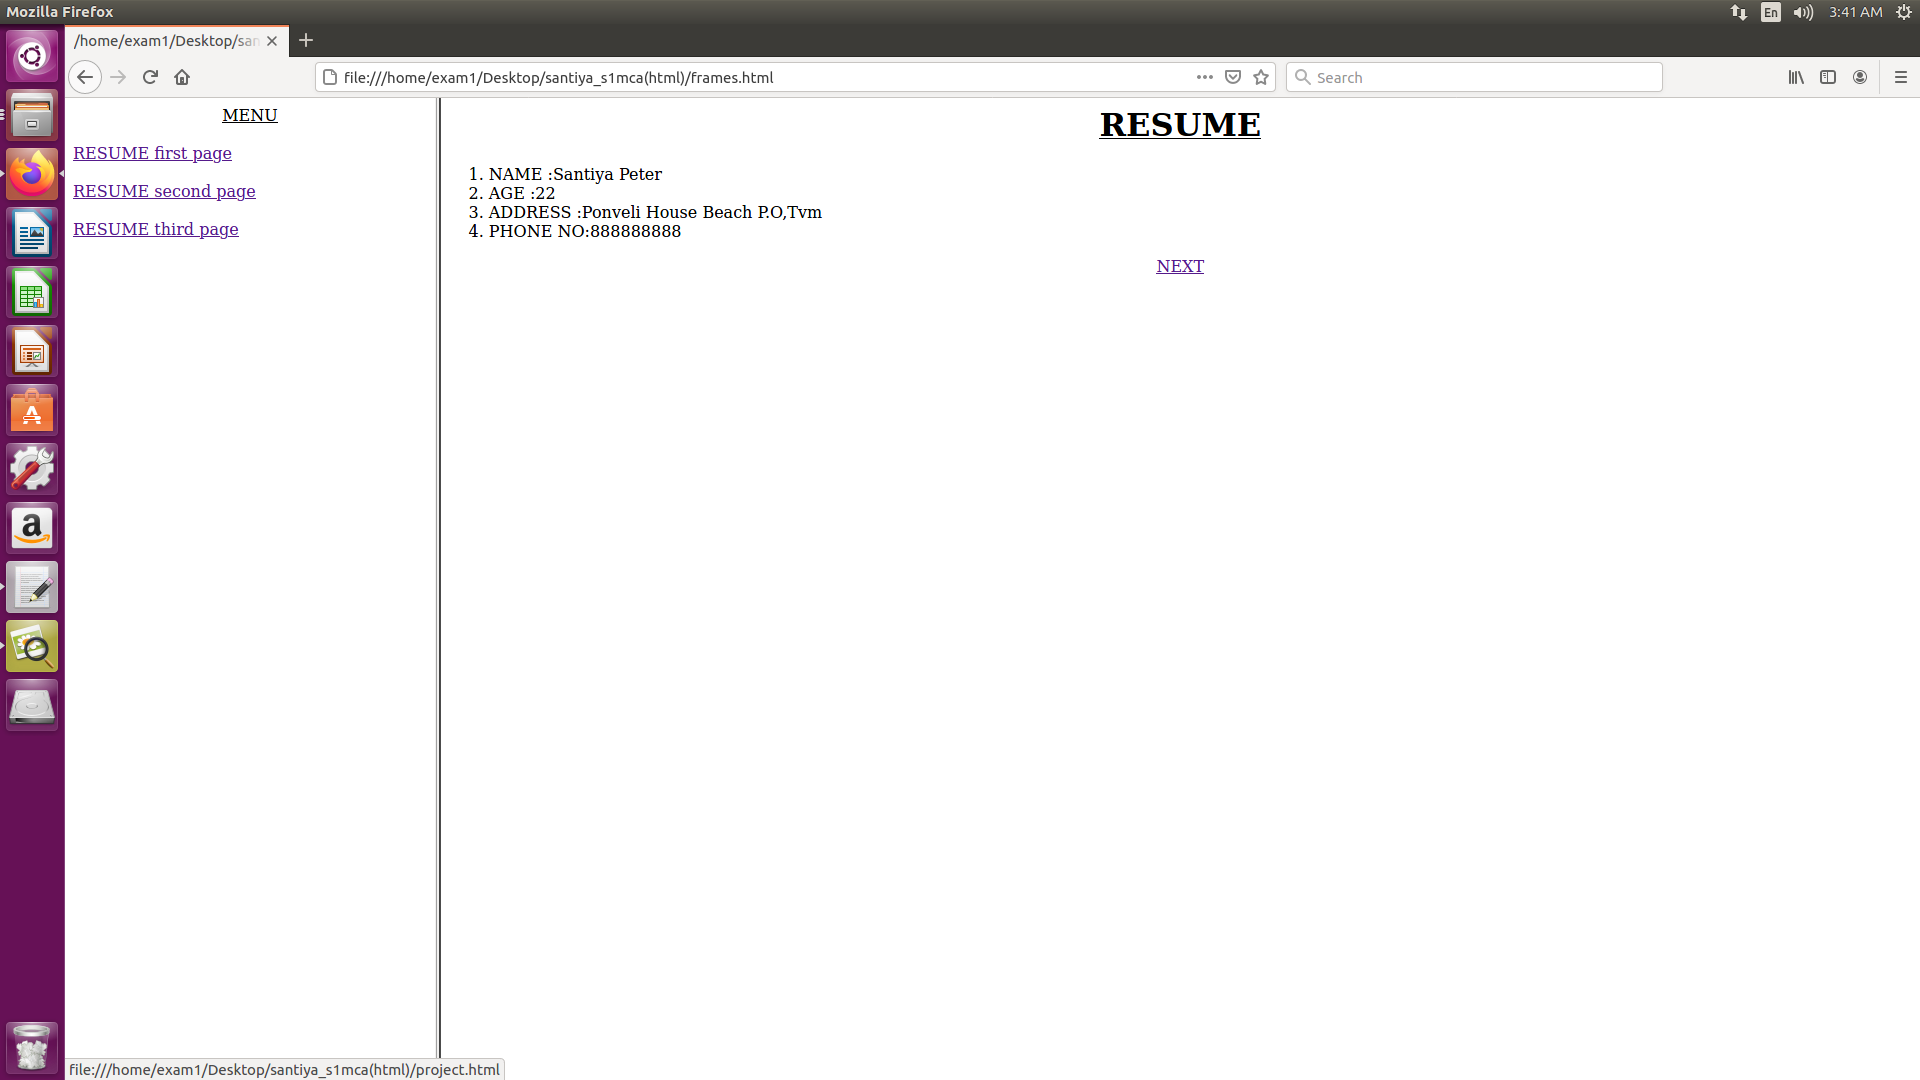 Mozilla Firefox
En
3:41 AM
/home/exam1/Desktop/san
file:///home/exam1/Desktop/santiya_s1mca(html)/frames.html
Search
MENU
RESUME first page
RESUME second page
RESUME third page
RESUME
1. NAME :Santiya Peter
2. AGE :22
3. ADDRESS :Ponveli House Beach P.O,Tvm
4. PHONE NO:888888888
NEXT
file:///home/exam1/Desktop/santiya_s1mca(html)/project.html